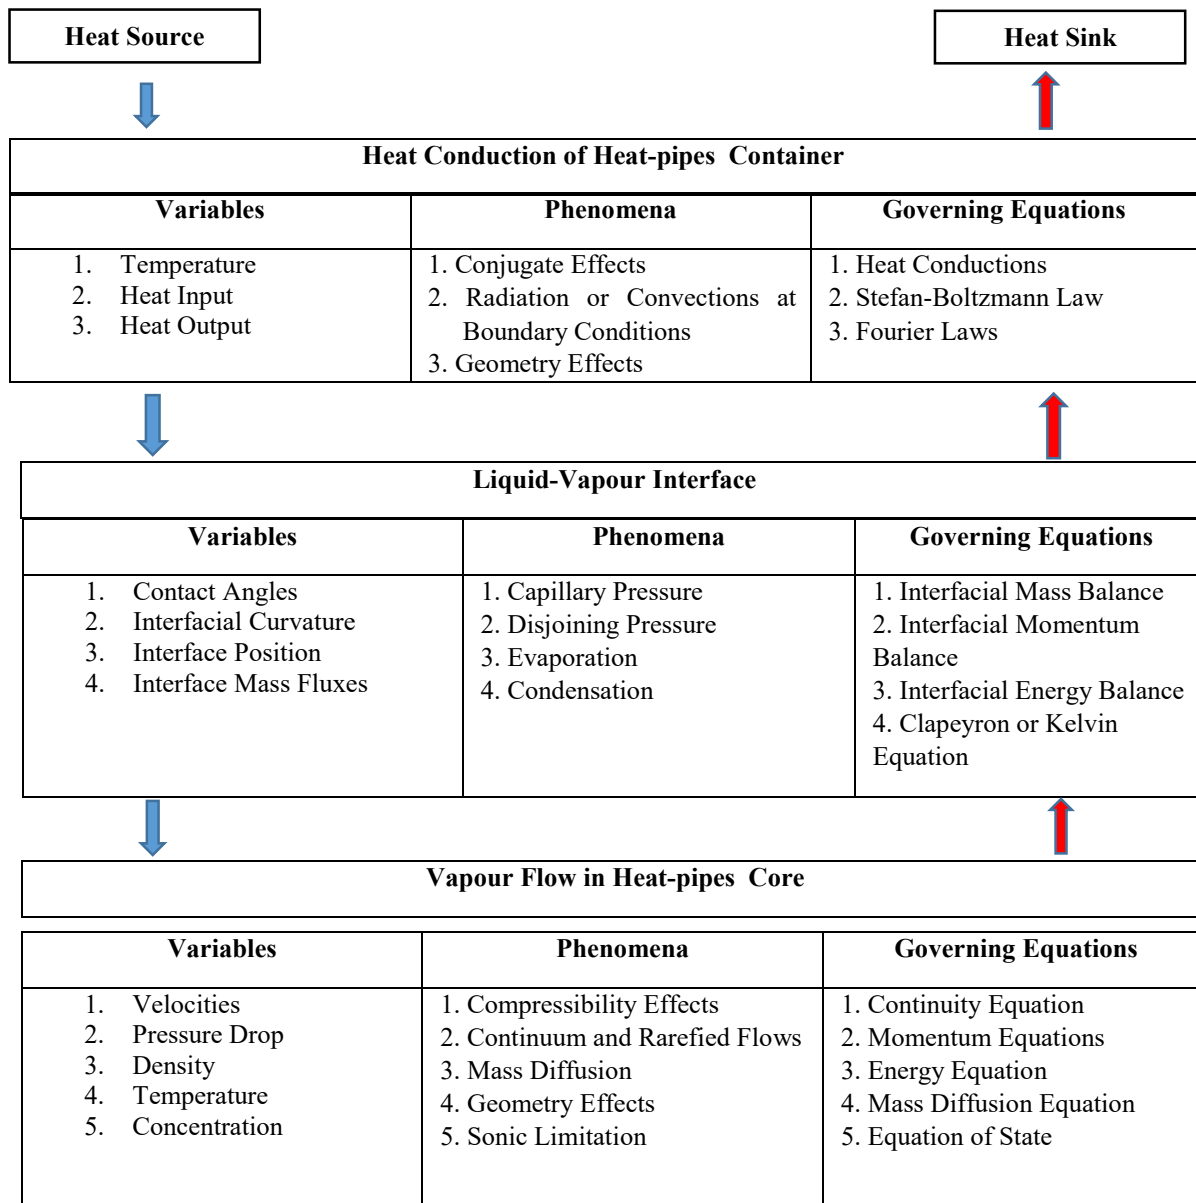 Heat Source
Heat Sink
Heat Conduction of Heat-pipes Container
Variables
Phenomena
Governing Equations
1. Temperature
2. Heat Input
3. Heat Output
1. Conjugate Effects
2. Radiation or Convections at
Boundary Conditions
3. Geometry Effects
1. Heat Conductions
2. Stefan-Boltzmann Law
3. Fourier Laws
Liquid-Vapour Interface
Variables
Phenomena
Governing Equations
1. Contact Angles
2. Interfacial Curvature
3. Interface Position
4. Interface Mass Fluxes
1. Capillary Pressure
2. Disjoining Pressure
3. Evaporation
4. Condensation
1. Interfacial Mass Balance
2. Interfacial Momentum
Balance
3. Interfacial Energy Balance
4. Clapeyron or Kelvin
Equation
Vapour Flow in Heat-pipes Core
Variables
Phenomena
Governing Equations
1. Velocities
2. Pressure Drop
3. Density
4. Temperature
5. Concentration
1. Compressibility Effects
2. Continuum and Rarefied Flows
3. Mass Diffusion
4. Geometry Effects
5. Sonic Limitation
1. Continuity Equation
2. Momentum Equations
3. Energy Equation
4. Mass Diffusion Equation
5. Equation of State